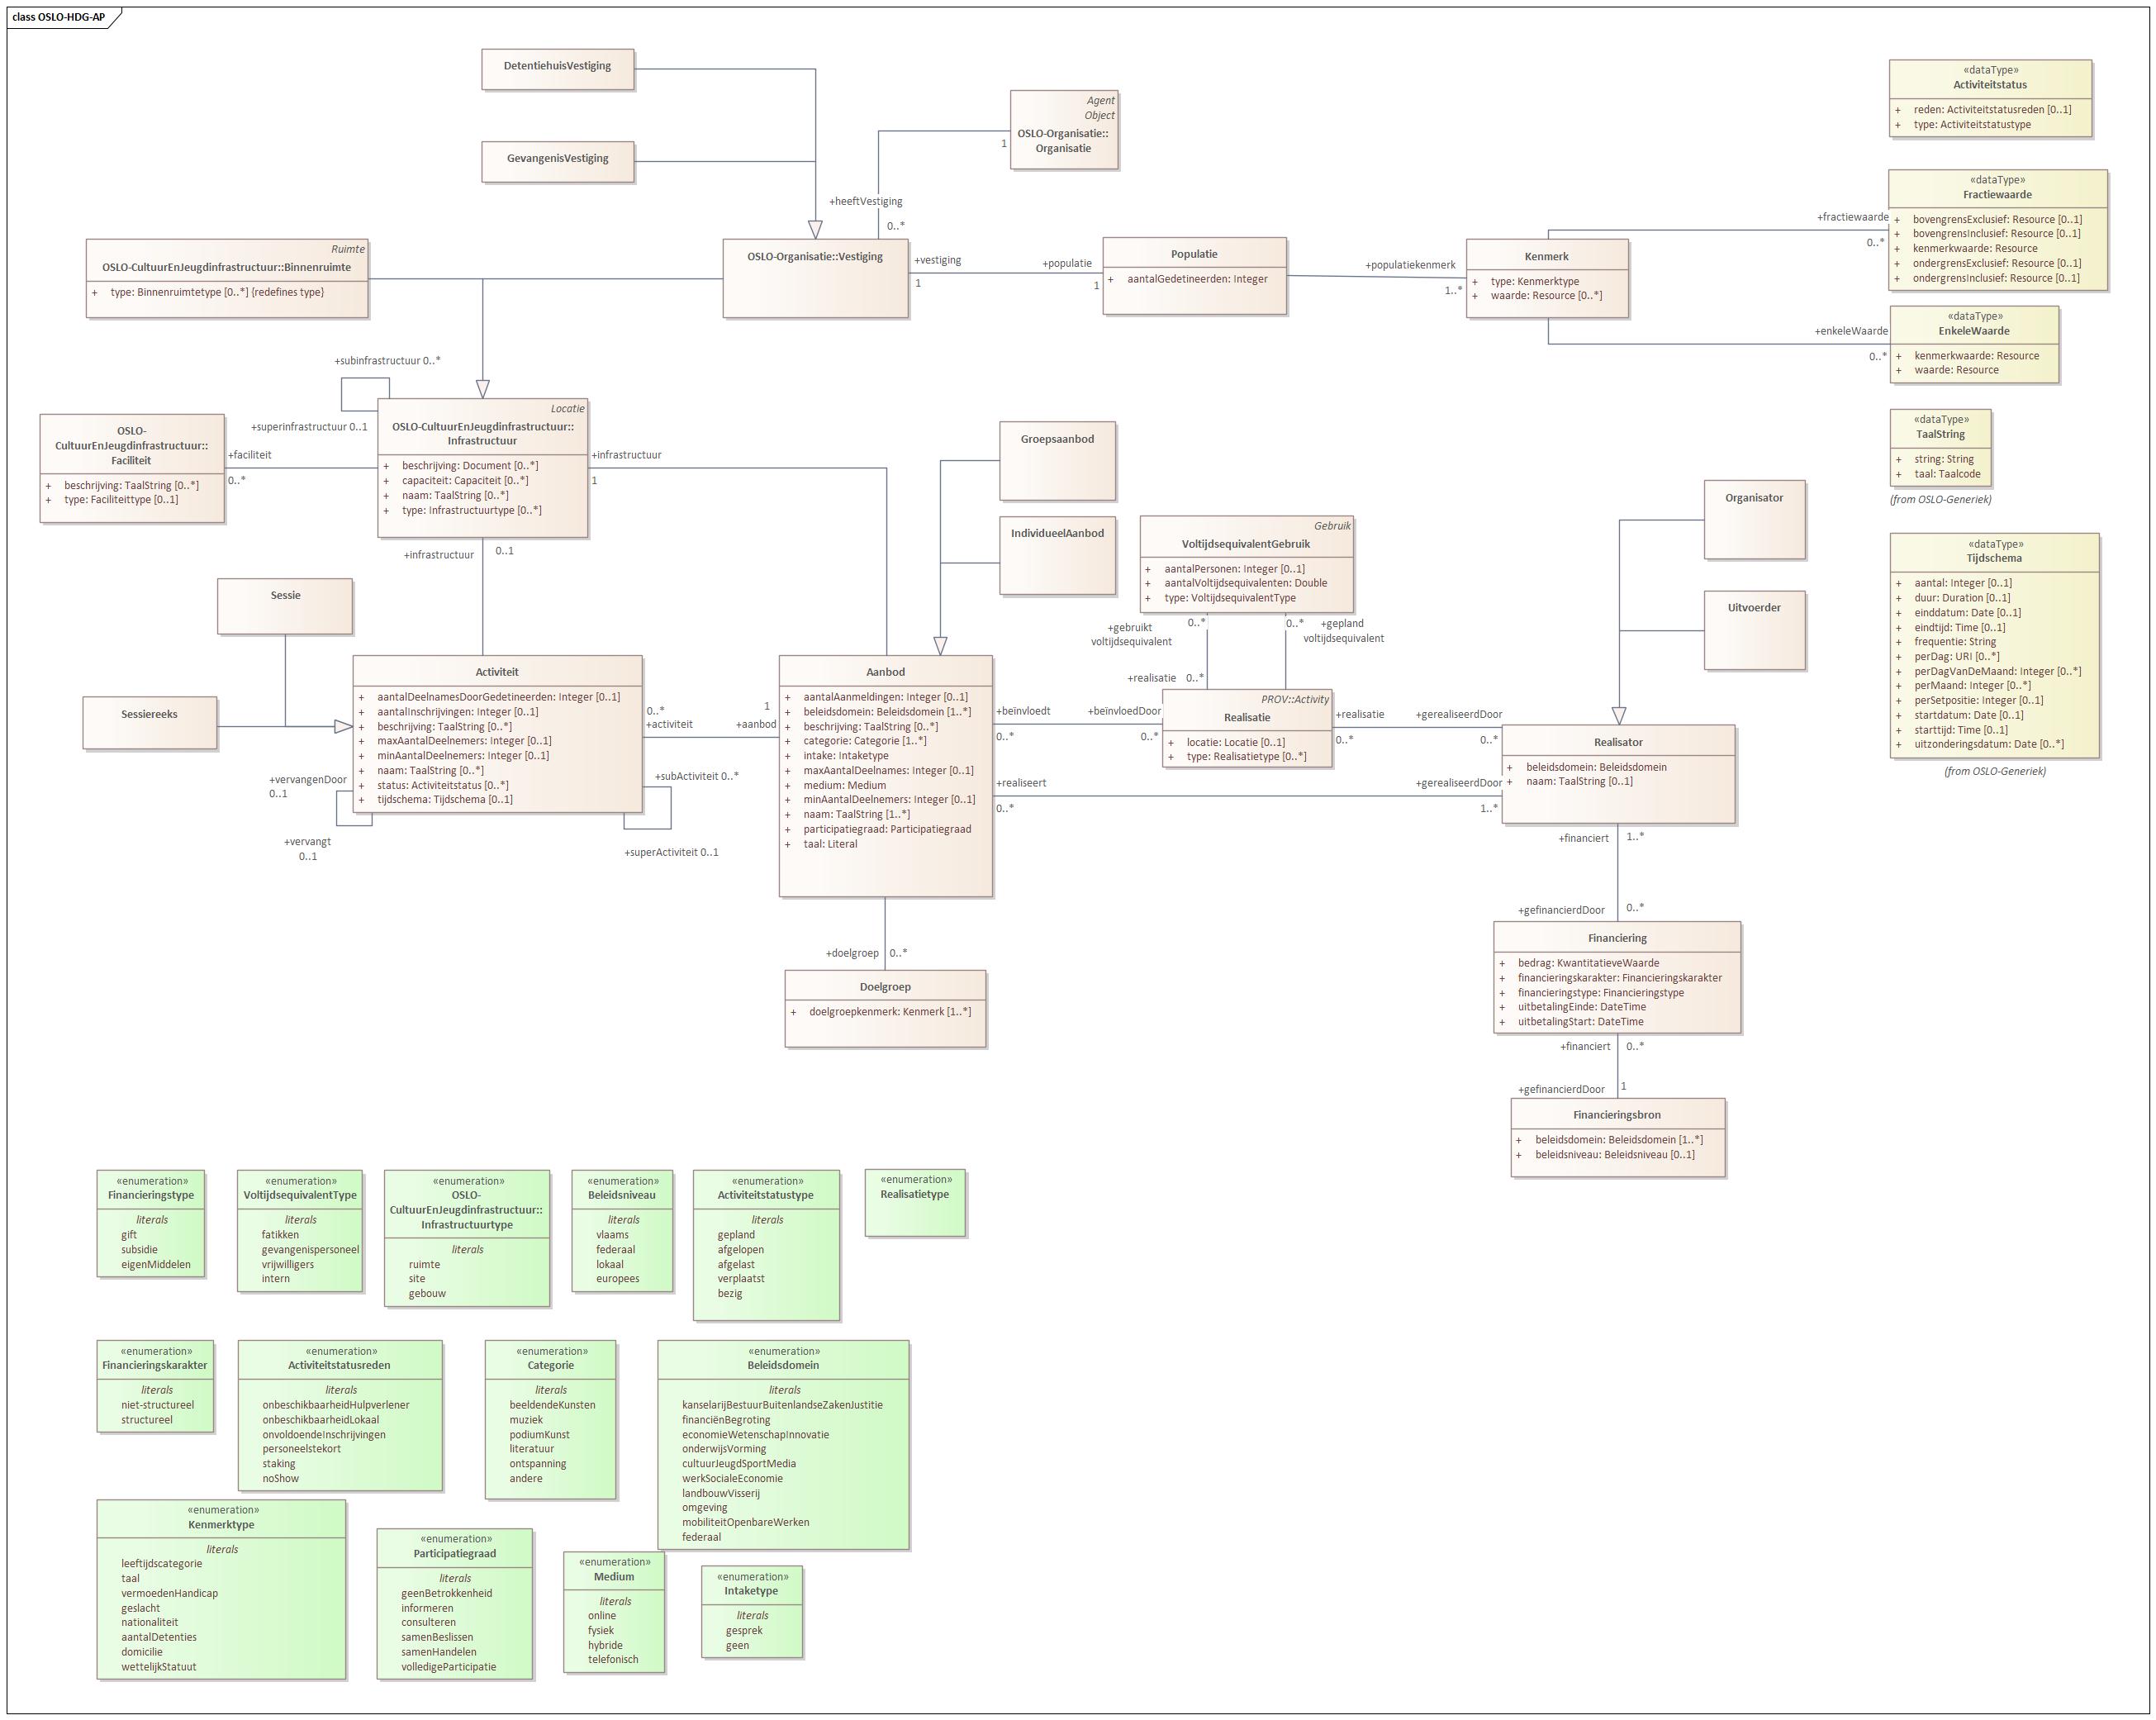 class OSLO-HDG-AP
DetentiehuisVestiging
GevangenisVestiging
Agent
Object
OSLO-Organisatie::
Organisatie
1
+heeftVestiging
0..*
Ruimte
OSLO-CultuurEnJeugdinfrastructuur::Binnenruimte
+ type: Binnenruimtetype [0..*] {redefines type}
OSLO-Organisatie::Vestiging
+vestiging
1
+populatie
1
Populatie
+ aantalGedetineerden: Integer
+populatiekenmerk
1..*
Kenmerk
+ type: Kenmerktype
+ waarde: Resource [0..*]
+fractiewaarde
0..*
+enkeleWaarde
0..*
«dataType»
Activiteitstatus
+ reden: Activiteitstatusreden [0..1]
+ type: Activiteitstatustype
«dataType»
Fractiewaarde
+ bovengrensExclusief: Resource [0..1]
+ bovengrensInclusief: Resource [0..1]
+ kenmerkwaarde: Resource
+ ondergrensExclusief: Resource [0..1]
+ ondergrensInclusief: Resource [0..1]
«dataType»
EnkeleWaarde
+ kenmerkwaarde: Resource
+ waarde: Resource
«dataType»
TaalString
+ string: String
+ taal: Taalcode
(from OSLO-Generiek)
«dataType»
Tijdschema
+ aantal: Integer [0..1]
+ duur: Duration [0..1]
+ einddatum: Date [0..1]
+ eindtijd: Time [0..1]
+ frequentie: String
+ perDag: URI [0..*]
+ perDagVanDeMaand: Integer [0..*]
+ perMaand: Integer [0..*]
+ perSetpositie: Integer [0..1]
+ startdatum: Date [0..1]
+ starttijd: Time [0..1]
+ uitzonderingsdatum: Date [0..*]
(from OSLO-Generiek)
+subinfrastructuur 0..*
+superinfrastructuur 0..1
OSLO-
CultuurEnJeugdinfrastructuur::
Faciliteit
+ beschrijving: TaalString [0..*]
+ type: Faciliteittype [0..1]
+faciliteit
0..*
Locatie
OSLO-CultuurEnJeugdinfrastructuur::
Infrastructuur
+ beschrijving: Document [0..*]
+ capaciteit: Capaciteit [0..*]
+ naam: TaalString [0..*]
+ type: Infrastructuurtype [0..*]
+infrastructuur
1
+infrastructuur
0..1
Groepsaanbod
IndividueelAanbod
Gebruik
VoltijdsequivalentGebruik
+ aantalPersonen: Integer [0..1]
+ aantalVoltijdsequivalenten: Double
+ type: VoltijdsequivalentType
+gebruikt
voltijdsequivalent
0..*
0..*
+gepland
voltijdsequivalent
+realisatie
0..*
Organisator
Uitvoerder
Sessie
Sessiereeks
Activiteit
+ aantalDeelnamesDoorGedetineerden: Integer [0..1]
+ aantalInschrijvingen: Integer [0..1]
+ beschrijving: TaalString [0..*]
+ maxAantalDeelnemers: Integer [0..1]
+ minAantalDeelnemers: Integer [0..1]
+ naam: TaalString [0..*]
+ status: Activiteitstatus [0..*]
+ tijdschema: Tijdschema [0..1]
+vervangenDoor
0..1
+vervangt
0..1
0..*
+activiteit
1
+aanbod
+subActiviteit 0..*
+superActiviteit 0..1
Aanbod
+ aantalAanmeldingen: Integer [0..1]
+ beleidsdomein: Beleidsdomein [1..*]
+ beschrijving: TaalString [0..*]
+ categorie: Categorie [1..*]
+ intake: Intaketype
+ maxAantalDeelnames: Integer [0..1]
+ medium: Medium
+ minAantalDeelnemers: Integer [0..1]
+ naam: TaalString [1..*]
+ participatiegraad: Participatiegraad
+ taal: Literal
+beïnvloedt
0..*
+beïnvloedDoor
0..*
PROV::Activity
Realisatie
+ locatie: Locatie [0..1]
+ type: Realisatietype [0..*]
+realisatie
0..*
+gerealiseerdDoor
0..*
+realiseert
0..*
+gerealiseerdDoor
1..*
Realisator
+ beleidsdomein: Beleidsdomein
+ naam: TaalString [0..1]
+financiert
1..*
+gefinancierdDoor
0..*
+doelgroep
0..*
Doelgroep
+ doelgroepkenmerk: Kenmerk [1..*]
Financiering
+ bedrag: KwantitatieveWaarde
+ financieringskarakter: Financieringskarakter
+ financieringstype: Financieringstype
+ uitbetalingEinde: DateTime
+ uitbetalingStart: DateTime
+financiert
0..*
+gefinancierdDoor
1
Financieringsbron
+ beleidsdomein: Beleidsdomein [1..*]
+ beleidsniveau: Beleidsniveau [0..1]
«enumeration»
Financieringstype
literals
gift
subsidie
eigenMiddelen
«enumeration»
VoltijdsequivalentType
literals
fatikken
gevangenispersoneel
vrijwilligers
intern
«enumeration»
OSLO-
CultuurEnJeugdinfrastructuur::
Infrastructuurtype
literals
ruimte
site
gebouw
«enumeration»
Beleidsniveau
literals
vlaams
federaal
lokaal
europees
«enumeration»
Activiteitstatustype
literals
gepland
afgelopen
afgelast
verplaatst
bezig
«enumeration»
Realisatietype
«enumeration»
Financieringskarakter
literals
niet-structureel
structureel
«enumeration»
Activiteitstatusreden
literals
onbeschikbaarheidHulpverlener
onbeschikbaarheidLokaal
onvoldoendeInschrijvingen
personeelstekort
staking
noShow
«enumeration»
Categorie
literals
beeldendeKunsten
muziek
podiumKunst
literatuur
ontspanning
andere
«enumeration»
Beleidsdomein
literals
kanselarijBestuurBuitenlandseZakenJustitie
financiënBegroting
economieWetenschapInnovatie
onderwijsVorming
cultuurJeugdSportMedia
werkSocialeEconomie
landbouwVisserij
omgeving
mobiliteitOpenbareWerken
federaal
«enumeration»
Kenmerktype
literals
leeftijdscategorie
taal
vermoedenHandicap
geslacht
nationaliteit
aantalDetenties
domicilie
wettelijkStatuut
«enumeration»
Participatiegraad
literals
geenBetrokkenheid
informeren
consulteren
samenBeslissen
samenHandelen
volledigeParticipatie
«enumeration»
Medium
literals
online
fysiek
hybride
telefonisch
«enumeration»
Intaketype
literals
gesprek
geen